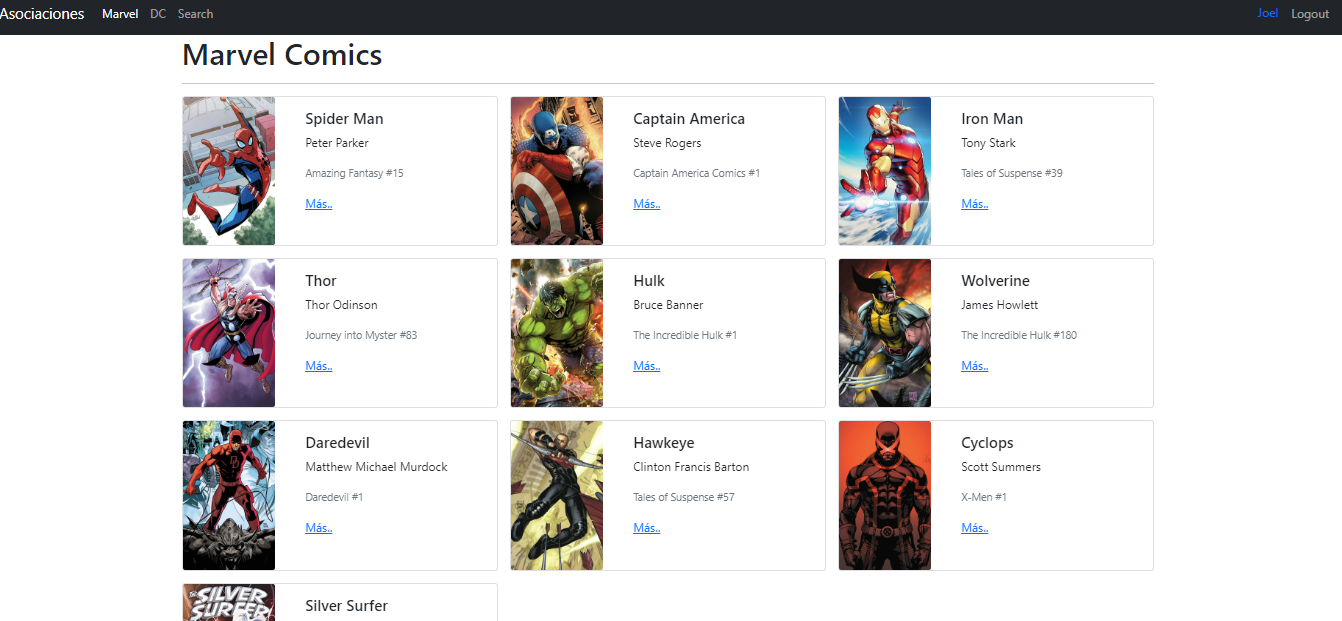 Asociaciones Marvel DC Search Joel Logout
Marvel Comics
Spider Man
Peter Parker
Amazing Fantasy #15
Más..
Captain America
Steve Rogers
Captain America Comics #1
Más..
Iron Man
Tony Stark
Tales of Suspense #39
Más..
Thor
Thor Odinson
Journey into Myster #83
Más..
Hulk
Bruce Banner
The Incredible Hulk #1
Más..
Wolverine
James Howlett
The Incredible Hulk #180
Más..
Daredevil
Matthew Michael Murdock
Daredevil #1
Más..
Hawkeye
Clinton Francis Barton
Tales of Suspense #57
Más..
Cyclops
Scott Summers
X-Men #1
Más..
SILVER
SURFER
Silver Surfer